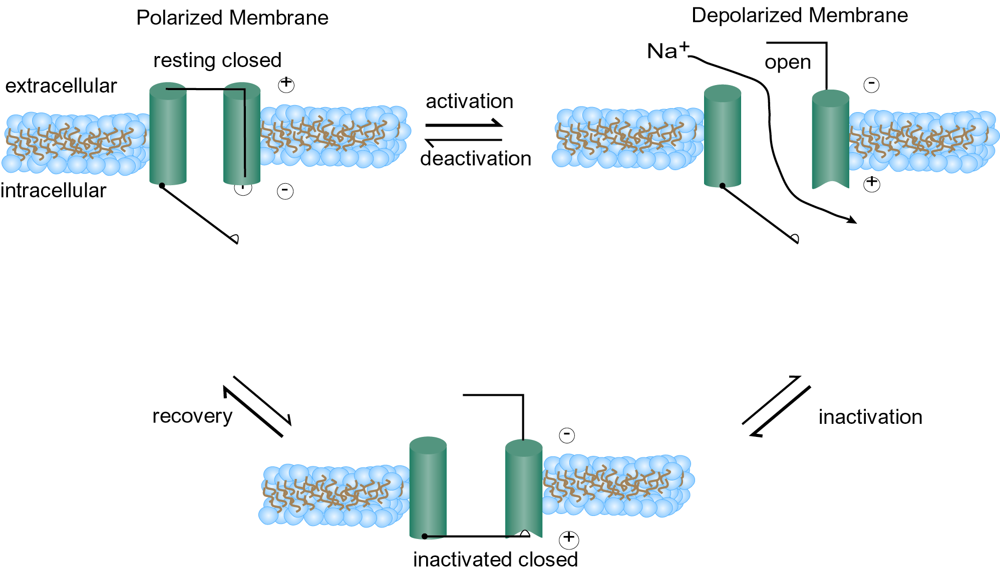 Polarized Membrane
Depolarized Membrane
resting closed
Na+
open
extracellular
+
-
activation
deactivation
intracellular
-
-
+
recovery
inactivation
-
+
inactivated closed